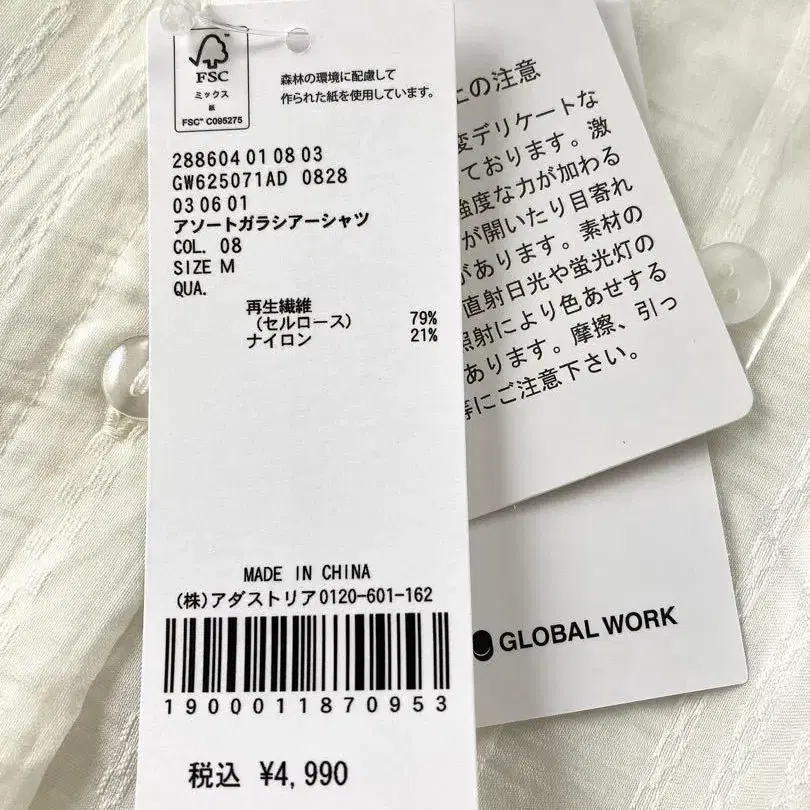 FSC
ミックス
紙
FSC™ C095275
森林の環境に配慮して
作られた紙を使用しています。
288604 01 08 03
GW625071AD 0828
03 06 01
アソートガラシアーシャツ
COL. 08
SIZE M
QUA.
再生繊維
(セルロース) 79%
ナイロン 21%
MADE IN CHINA
(株)アダストリア0120-601-162
1900011870953
税込 ¥4,990
上の注意
変デリケートな
ております。激
強度な力が加わる
が開いたり目寄れ
があります。素材の
直射日光や蛍光灯の
照射により色あせする
あります。摩擦、引っ
等にご注意下さい。
GLOBAL WORK